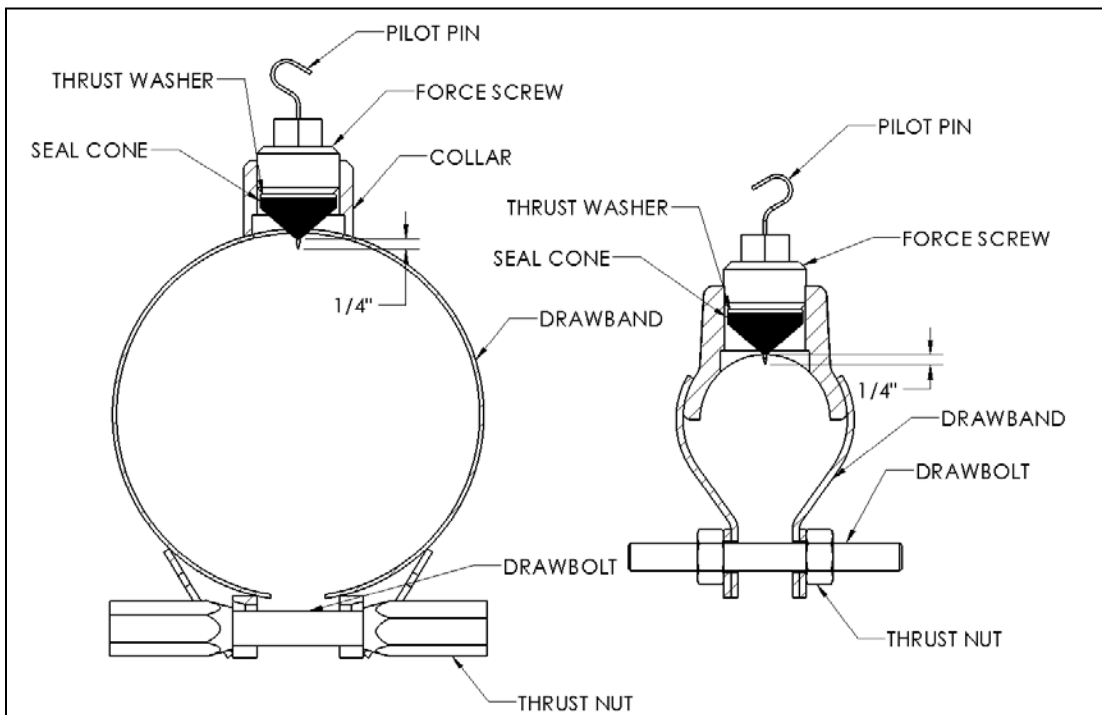 PILOT PIN
THRUST WASHER
FORCE SCREW
SEAL CONE
COLLAR
1/4"
DRAWBAND
DRAWBOLT
THRUST NUT
PILOT PIN
THRUST WASHER
FORCE SCREW
SEAL CONE
1/4"
DRAWBAND
DRAWBOLT
THRUST NUT